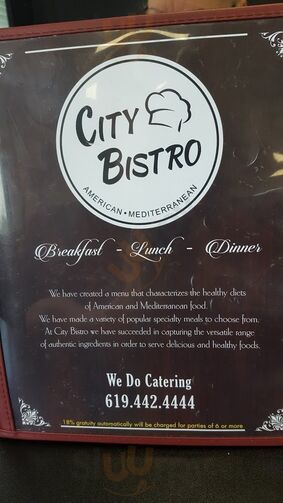 CITY
BISTRO
AMERICAN • MEDITERRANEAN
Breakfast - Lunch - Dinner
We have created a menu that characterizes the healthy diets
of American and Mediterranean food.
We have made a variety of popular specialty meals to choose from.
At City Bistro we have succeeded in capturing the versatile range
of authentic ingredients in order to serve delicious and healthy foods.
We Do Catering
619.442.4444
18% gratuity automatically will be charged for parties of 6 or more